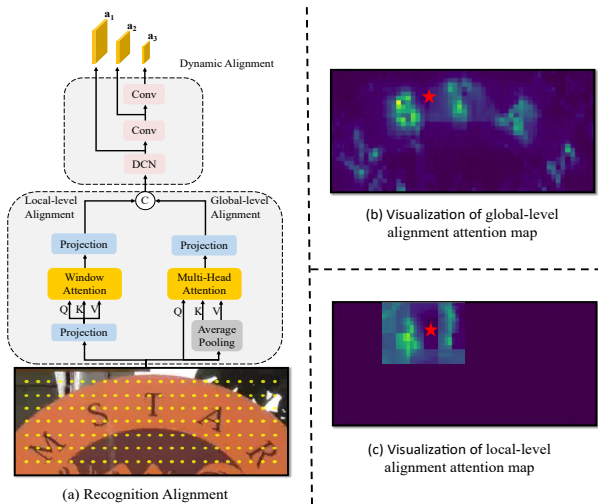 a1 a2 a3
Dynamic Alignment
Conv
Conv
DCN
Local-level
Alignment
C
Global-level
Alignment
Projection
Projection
Window
Attention
Multi-Head
Attention
Q K V
Q K V
Projection
Average
Pooling
M S T A R
(a) Recognition Alignment
(b) Visualization of global-level
alignment attention map
(c) Visualization of local-level
alignment attention map